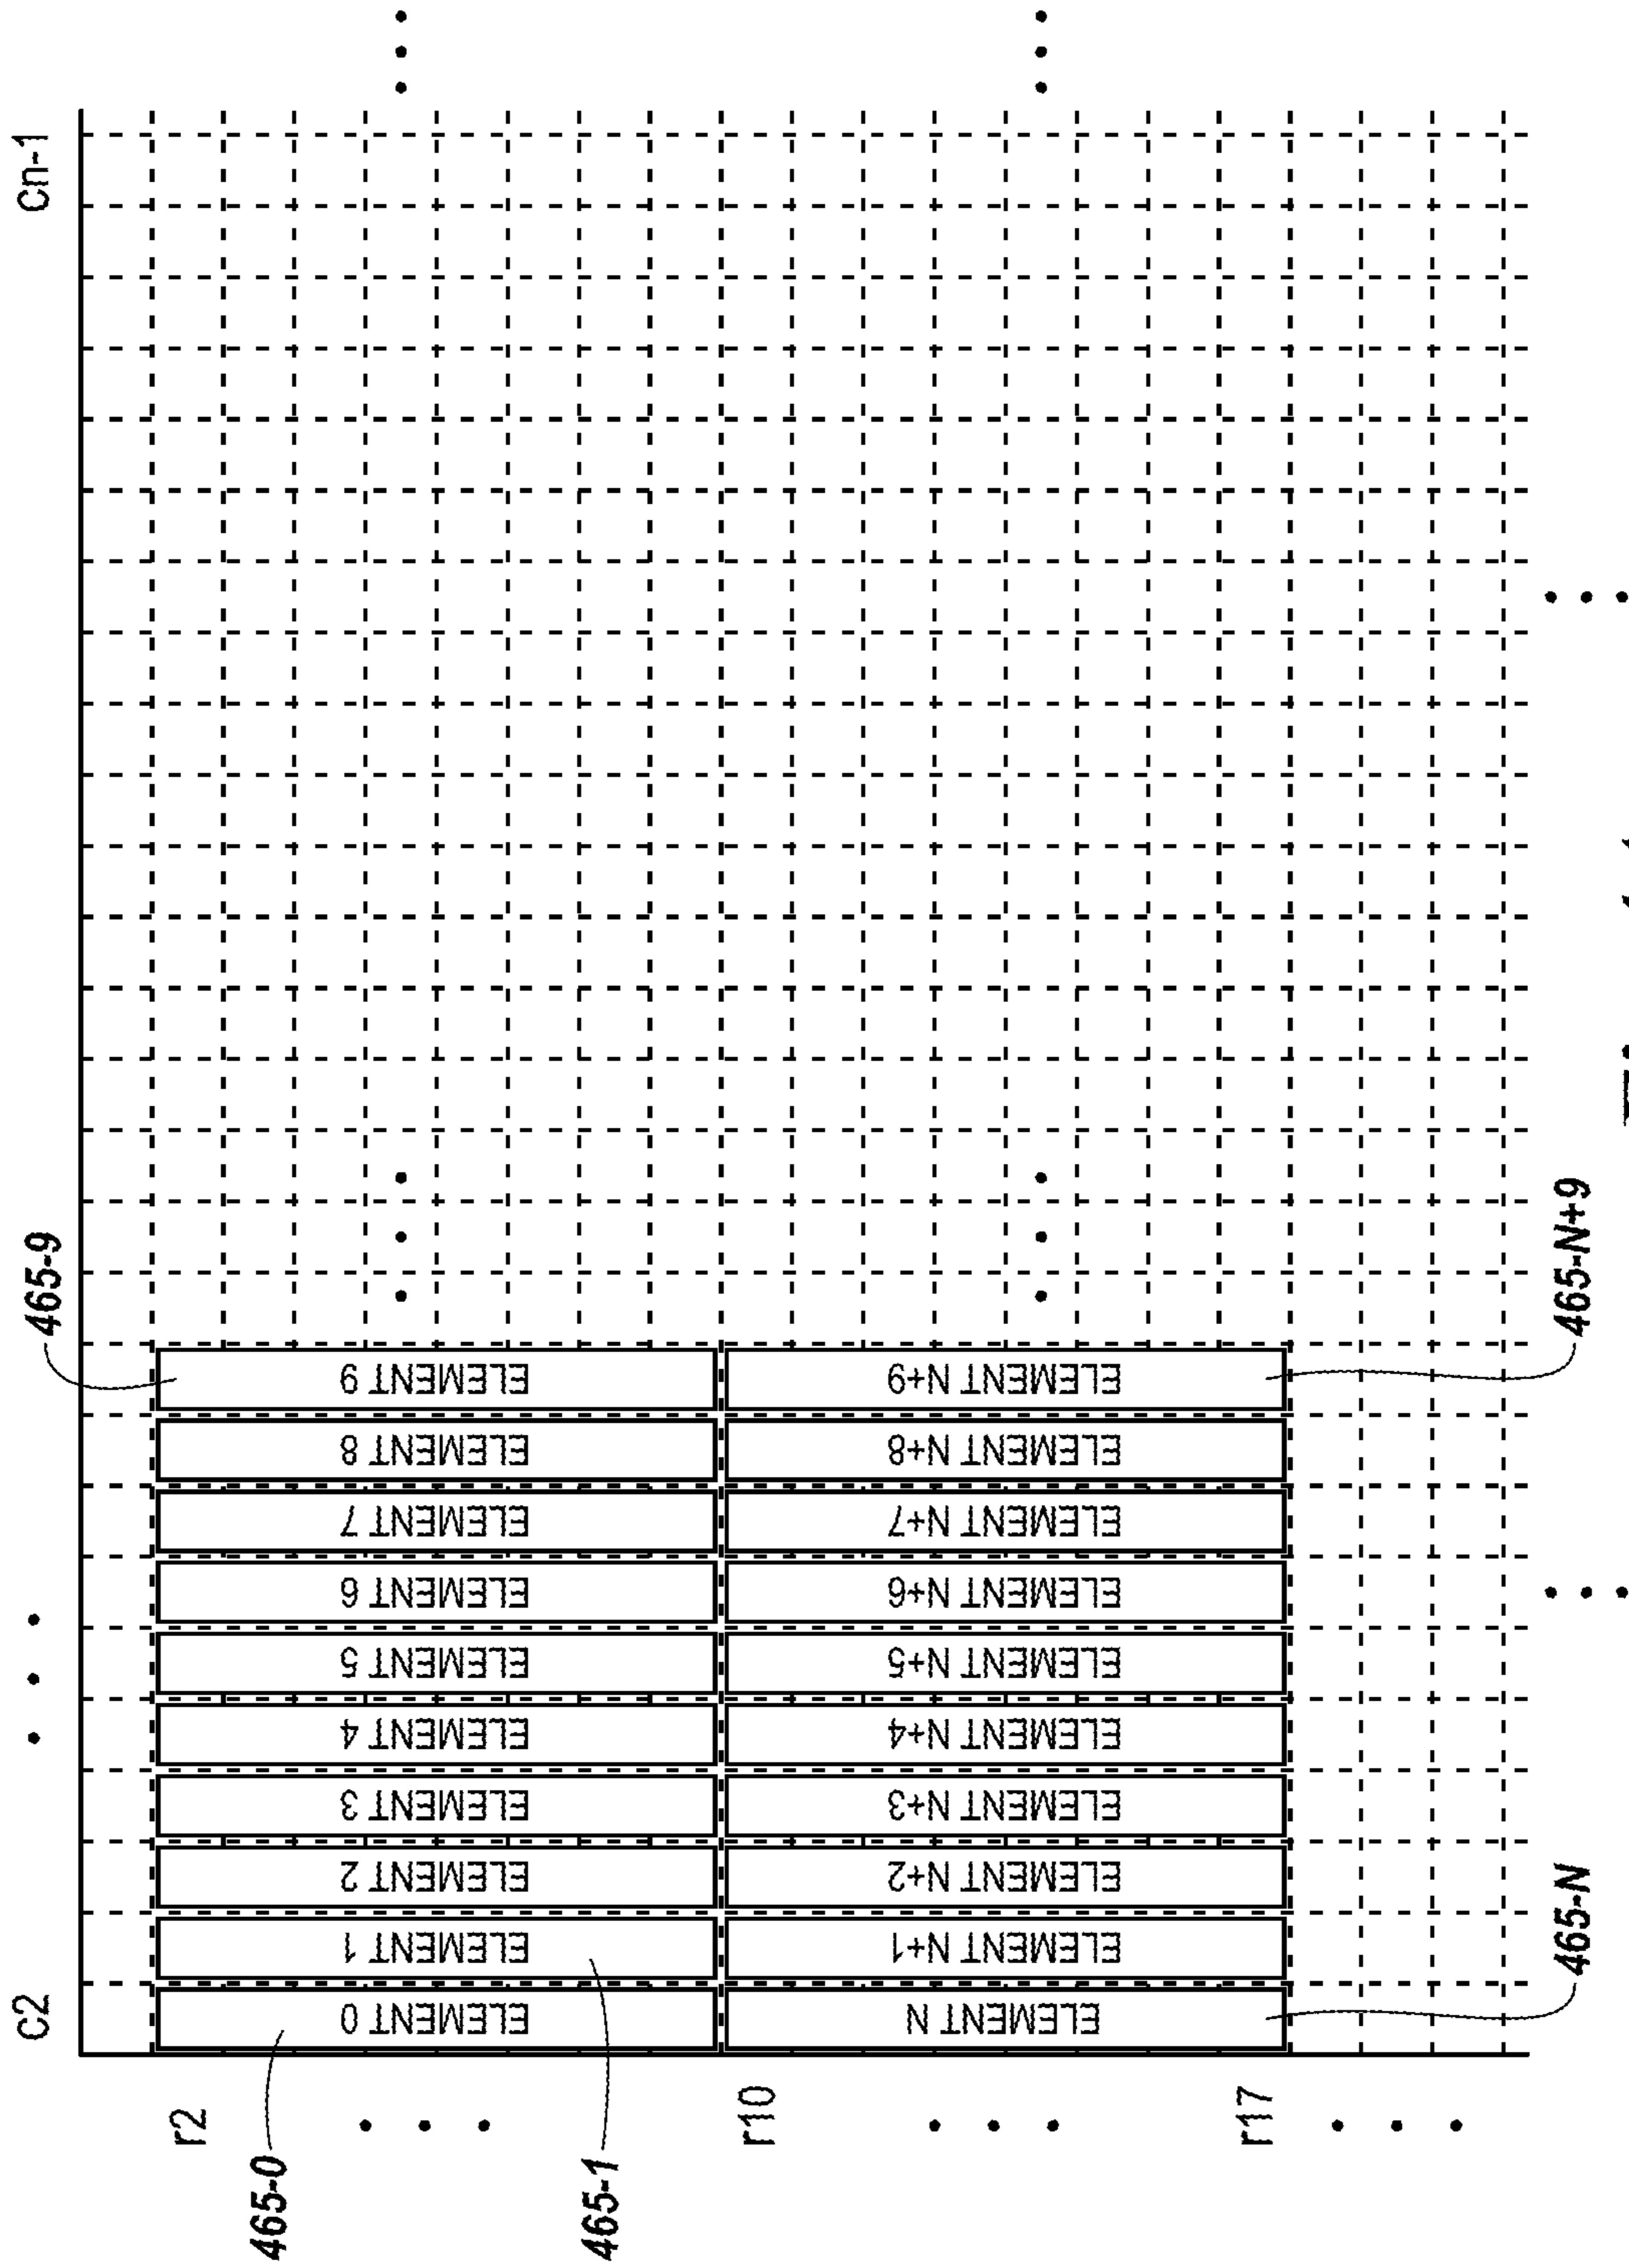 c2
cn-1
465-9
r2
465-0
465-1
r10
r17
ELEMENT 0
ELEMENT 1
ELEMENT 2
ELEMENT 3
ELEMENT 4
ELEMENT 5
ELEMENT 6
ELEMENT 7
ELEMENT 8
ELEMENT 9
ELEMENT N
ELEMENT N+1
ELEMENT N+2
ELEMENT N+3
ELEMENT N+4
ELEMENT N+5
ELEMENT N+6
ELEMENT N+7
ELEMENT N+8
ELEMENT N+9
465-N
465-N+9